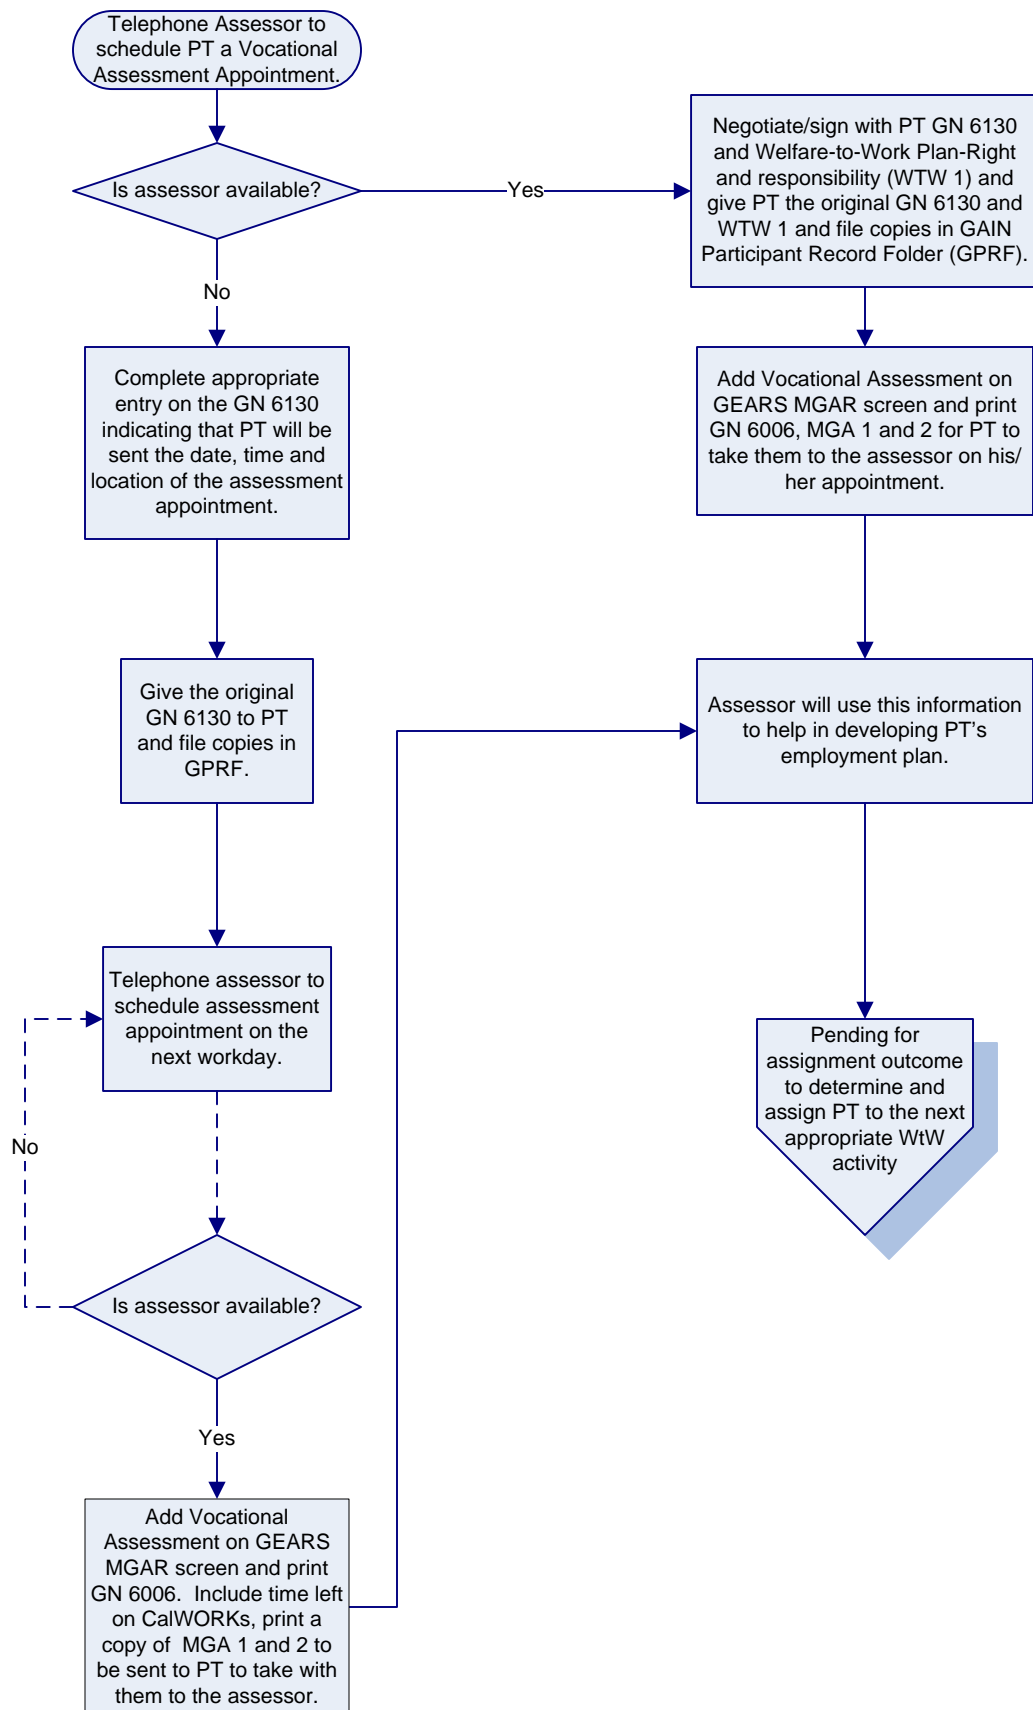 Telephone Assessor to
schedule PT a Vocational
Assessment Appointment.
Is assessor available?
Yes
No
Negotiate/sign with PT GN 6130
and Welfare-to-Work Plan-Right
and responsibility (WTW 1) and
give PT the original GN 6130 and
WTW 1 and file copies in GAIN
Participant Record Folder (GPRF).
Complete appropriate
entry on the GN 6130
indicating that PT will be
sent the date, time and
location of the assessment
appointment.
Add Vocational Assessment on
GEARS MGAR screen and print
GN 6006, MGA 1 and 2 for PT to
take them to the assessor on his/
her appointment.
Give the original
GN 6130 to PT
and file copies in
GPRF.
Assessor will use this information
to help in developing PT's
employment plan.
Telephone assessor to
schedule assessment
appointment on the
next workday.
Pending for
assignment outcome
to determine and
assign PT to the next
appropriate WtW
activity
No
Is assessor available?
Yes
Add Vocational
Assessment on GEARS
MGAR screen and print
GN 6006.  Include time left
on CalWORKs, print a
copy of  MGA 1 and 2 to
be sent to PT to take with
them to the assessor.